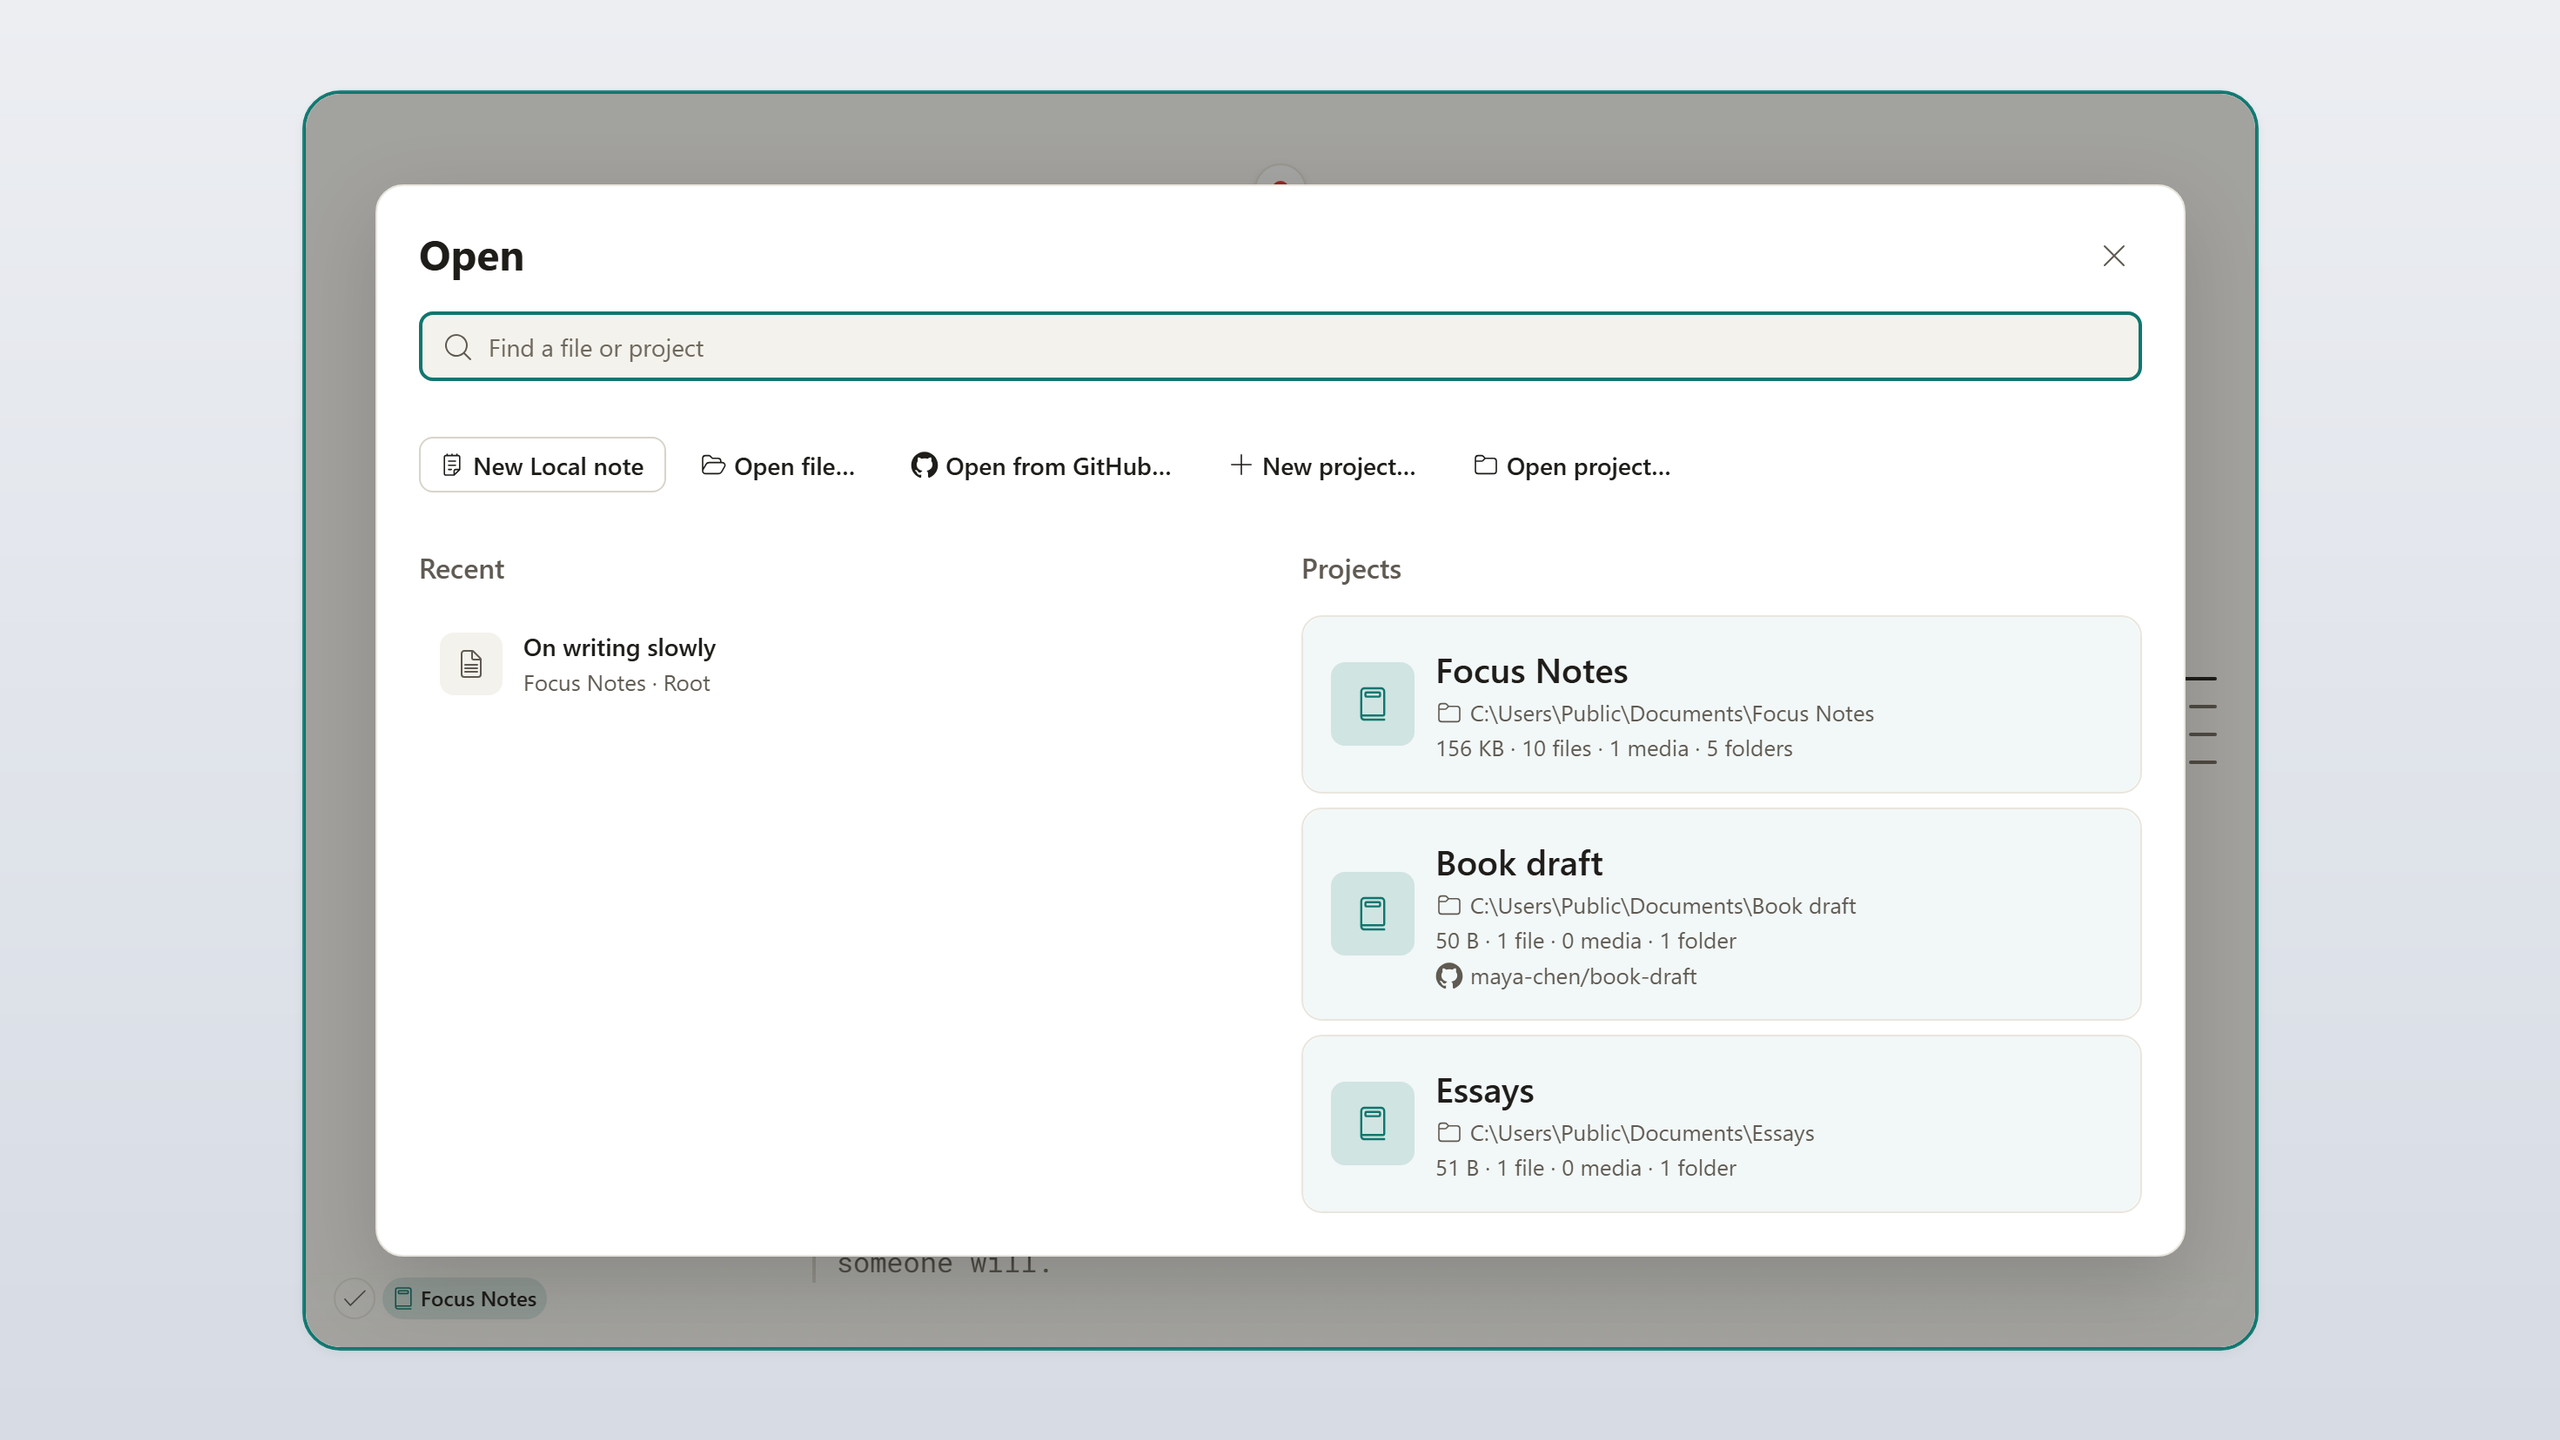 Open
Find a file or project
New Local note
Open file...
Open from GitHub...
New project...
Open project...
Recent
On writing slowly
Focus Notes · Root
Projects
Focus Notes
C:\Users\Public\Documents\Focus Notes
156 KB · 10 files · 1 media · 5 folders
Book draft
C:\Users\Public\Documents\Book draft
50 B · 1 file · 0 media · 1 folder
maya-chen/book-draft
Essays
C:\Users\Public\Documents\Essays
51 B · 1 file · 0 media · 1 folder
someone will.
Focus Notes